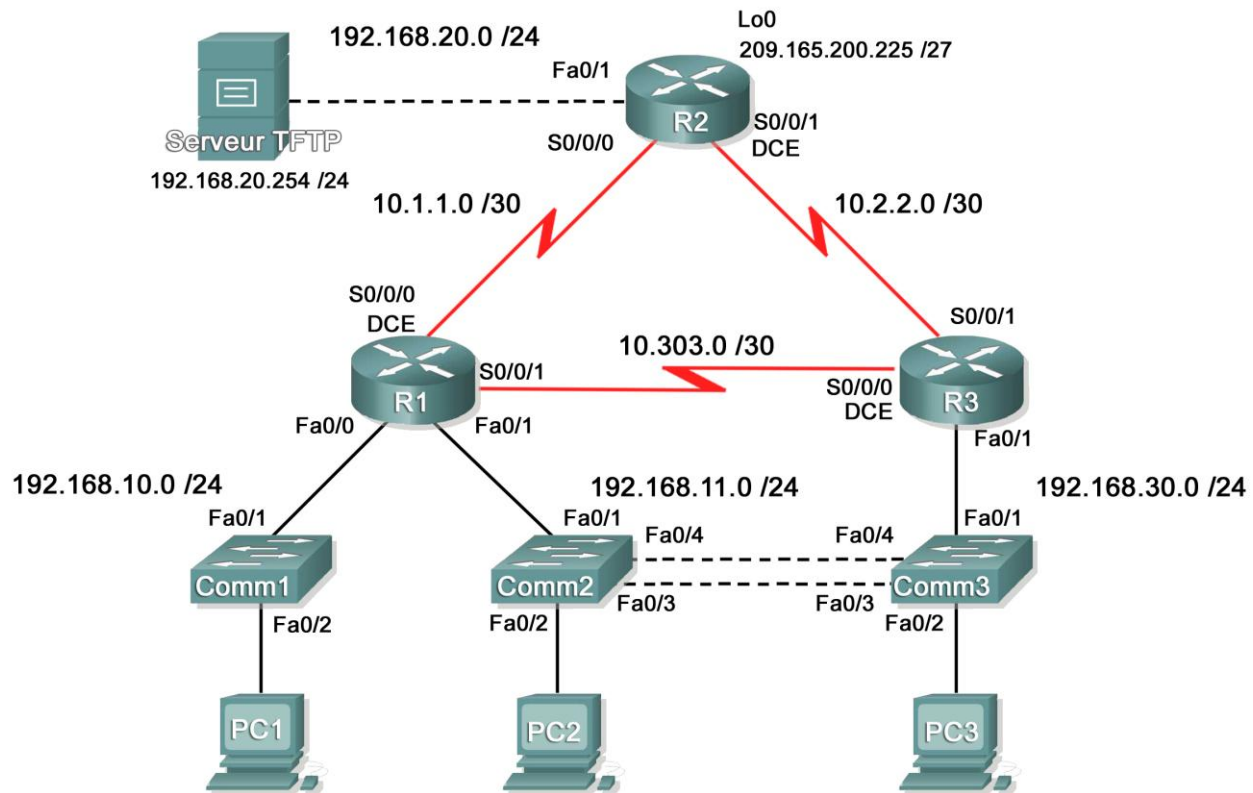 Lo0
192.168.20.0 /24
209.165.200.225 /27
Fa0/1
R2
Serveur TFTP
S0/0/0
S0/0/1
DCE
192.168.20.254 /24
10.1.1.0 /30
10.2.2.0 /30
S0/0/0
DCE
S0/0/1
10.303.0 /30
S0/0/1
S0/0/0
DCE
R1
R3
Fa0/0
Fa0/1
Fa0/1
192.168.10.0 /24
192.168.11.0 /24
192.168.30.0 /24
Fa0/1
Fa0/1
Fa0/1
Fa0/4
Fa0/4
Comm1
Comm2
Comm3
Fa0/3
Fa0/3
Fa0/2
Fa0/2
Fa0/2
PC1
PC2
PC3